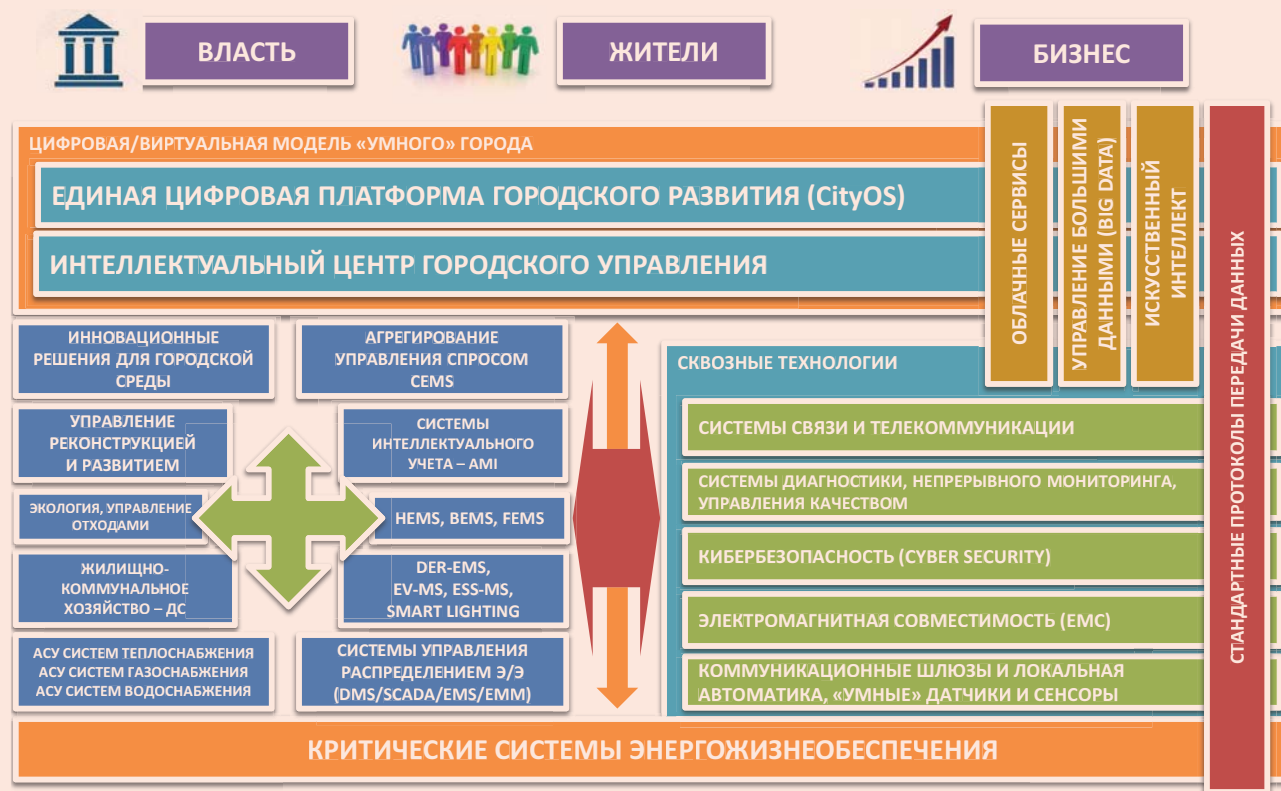 ВЛАСТЬ
ЖИТЕЛИ
БИЗНЕС
ЦИФРОВАЯ/ВИРТУАЛЬНАЯ МОДЕЛЬ «УМНОГО» ГОРОДА
ЕДИНАЯ ЦИФРОВАЯ ПЛАТФОРМА ГОРОДСКОГО РАЗВИТИЯ (CityOS)
ИНТЕЛЛЕКТУАЛЬНЫЙ ЦЕНТР ГОРОДСКОГО УПРАВЛЕНИЯ
ОБЛАЧНЫЕ СЕРВИСЫ
УПРАВЛЕНИЕ БОЛЬШИМИ
ДАННЫМИ (BIG DATA)
ИСКУССТВЕННЫЙ
ИНТЕЛЛЕКТ
СТАНДАРТНЫЕ ПРОТОКОЛЫ ПЕРЕДАЧИ ДАННЫХ
ИННОВАЦИОННЫЕ
РЕШЕНИЯ ДЛЯ ГОРОДСКОЙ
СРЕДЫ
УПРАВЛЕНИЕ
РЕКОНСТРУКЦИЕЙ
И РАЗВИТИЕМ
ЭКОЛОГИЯ, УПРАВЛЕНИЕ
ОТХОДАМИ
ЖИЛИЩНО-
КОММУНАЛЬНОЕ
ХОЗЯЙСТВО – ДС
АСУ СИСТЕМ ТЕПЛОСНАБЖЕНИЯ
АСУ СИСТЕМ ГАЗОСНАБЖЕНИЯ
АСУ СИСТЕМ ВОДОСНАБЖЕНИЯ
АГРЕГИРОВАНИЕ
УПРАВЛЕНИЯ СПРОСОМ
CEMS
СИСТЕМЫ
ИНТЕЛЛЕКТУАЛЬНОГО
УЧЕТА – AMI
HEMS, BEMS, FEMS
DER-EMS,
EV-MS, ESS-MS,
SMART LIGHTING
СИСТЕМЫ УПРАВЛЕНИЯ
РАСПРЕДЕЛЕНИЕМ Э/Э
(DMS/SCADA/EMS/EMM)
СКВОЗНЫЕ ТЕХНОЛОГИИ
СИСТЕМЫ СВЯЗИ И ТЕЛЕКОММУНИКАЦИИ
СИСТЕМЫ ДИАГНОСТИКИ, НЕПРЕРЫВНОГО МОНИТОРИНГА,
УПРАВЛЕНИЯ КАЧЕСТВОМ
КИБЕРБЕЗОПАСНОСТЬ (CYBER SECURITY)
ЭЛЕКТРОМАГНИТНАЯ СОВМЕСТИМОСТЬ (EMC)
КОММУНИКАЦИОННЫЕ ШЛЮЗЫ И ЛОКАЛЬНАЯ
АВТОМАТИКА, «УМНЫЕ» ДАТЧИКИ И СЕНСОРЫ
КРИТИЧЕСКИЕ СИСТЕМЫ ЭНЕРГОЖИЗНЕОБЕСПЕЧЕНИЯ